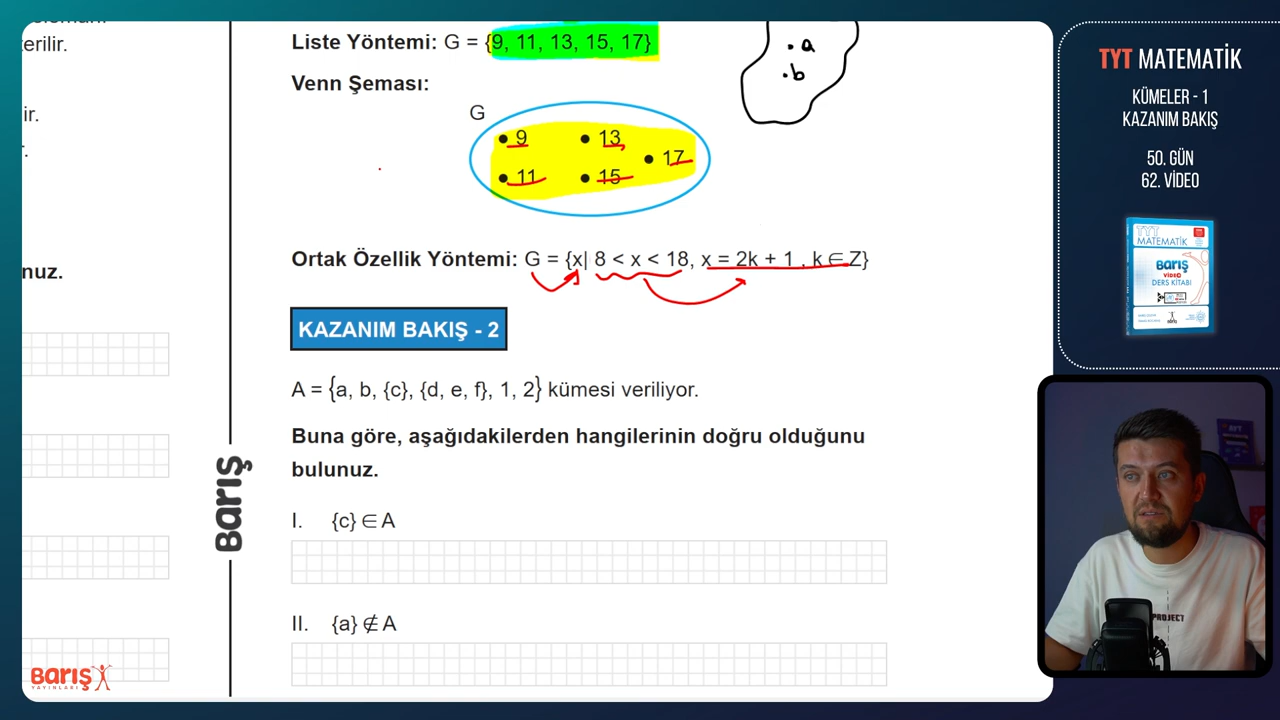 erilir.
ir.
nuz.
Liste Yöntemi: G = {9, 11, 13, 15, 17}
Venn Şeması:
G
9
13
17
11
15
a
b
Ortak Özellik Yöntemi: G = {x| 8 < x < 18, x = 2k + 1 , k ∈ Z}
KAZANIM BAKIŞ - 2
A = {a, b, {c}, {d, e, f}, 1, 2} kümesi veriliyor.
Buna göre, aşağıdakilerden hangilerinin doğru olduğunu
bulunuz.
I. {c} ∈ A
II. {a} ∉ A
Barış
Barış
YAYINLARI
TYT MATEMATİK
KÜMELER - 1
KAZANIM BAKIŞ
50. GÜN
62. VİDEO
TYT
MATEMATİK
Barış
VİDEO
DERS KİTABI
PROJECT